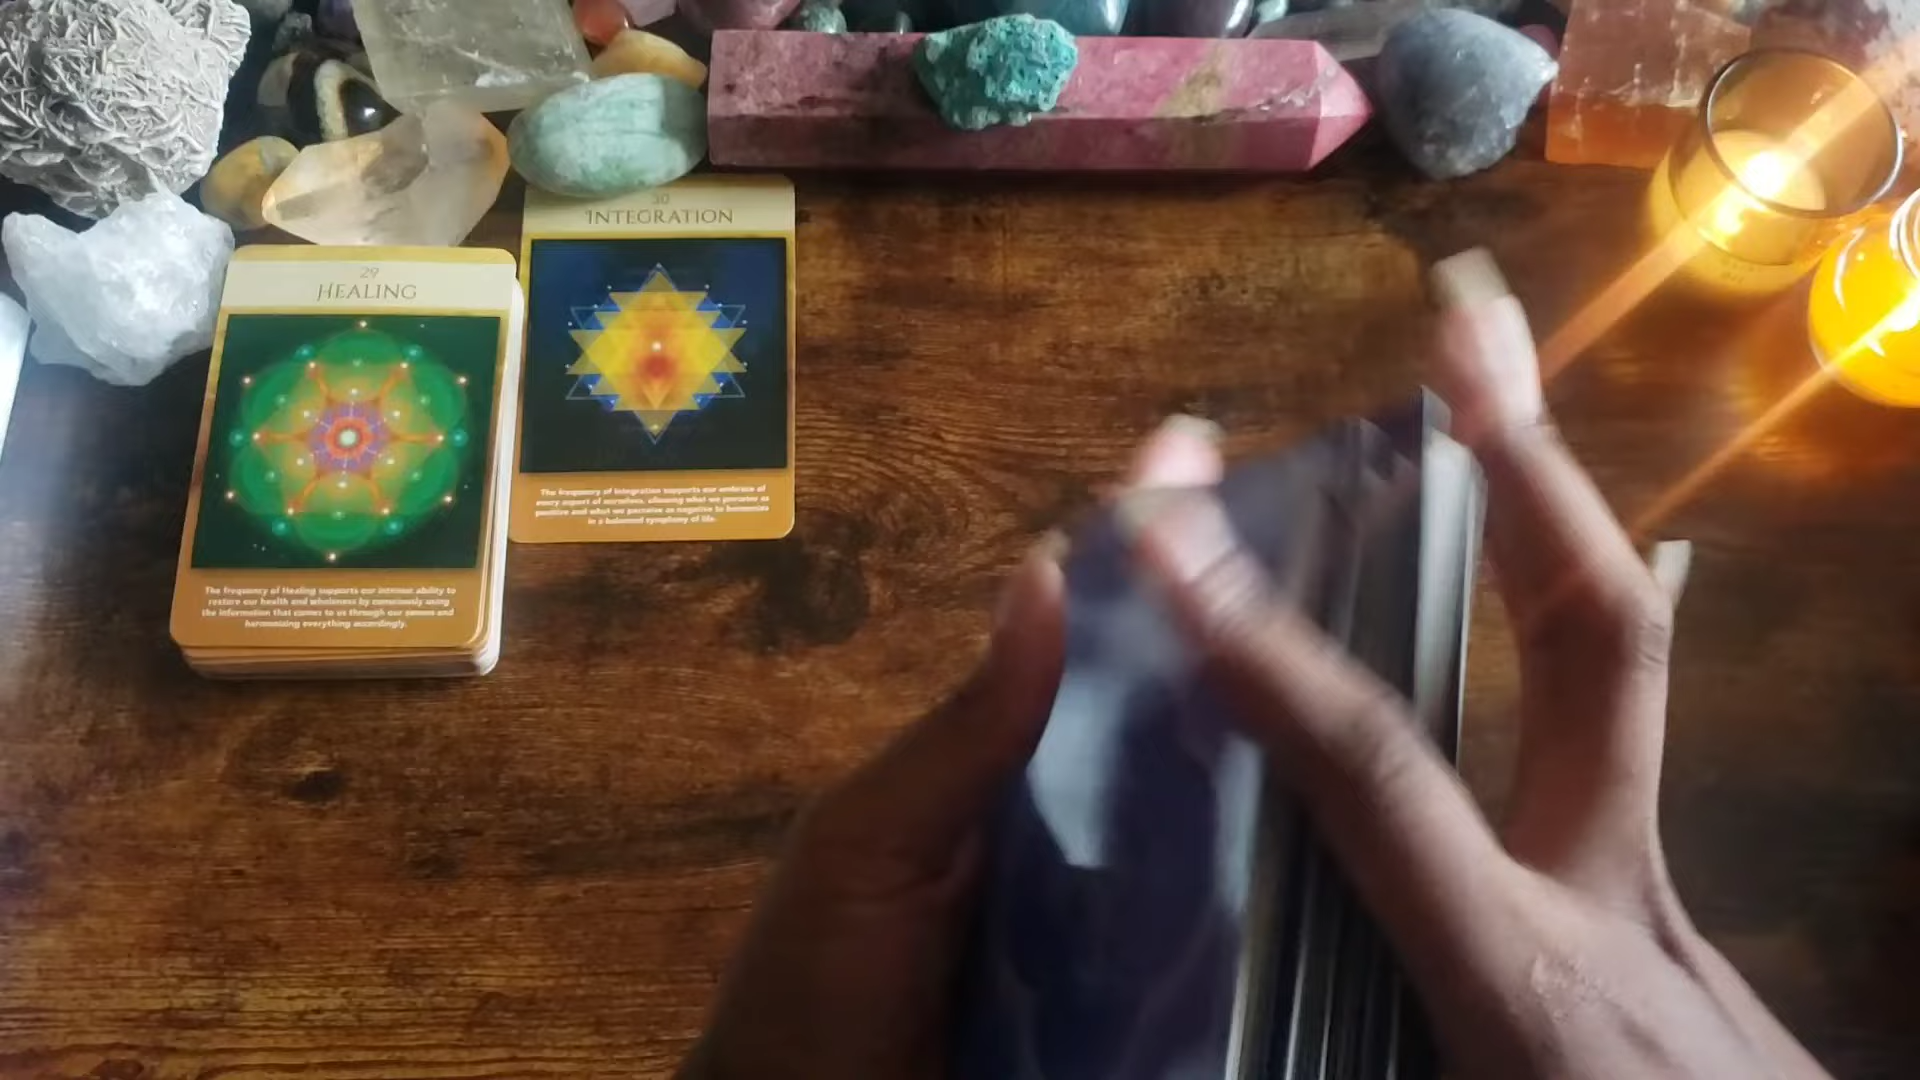 29
HEALING
The frequency of Healing supports our intrinsic ability to
restore our health and wholeness by consciously using
the information that comes to us through our senses and
harmonizing everything accordingly.
30
INTEGRATION
The frequency of Integration supports our embrace of
every aspect of ourselves, allowing what we perceive as
positive and what we perceive as negative to harmonize
in a balanced symphony of life.